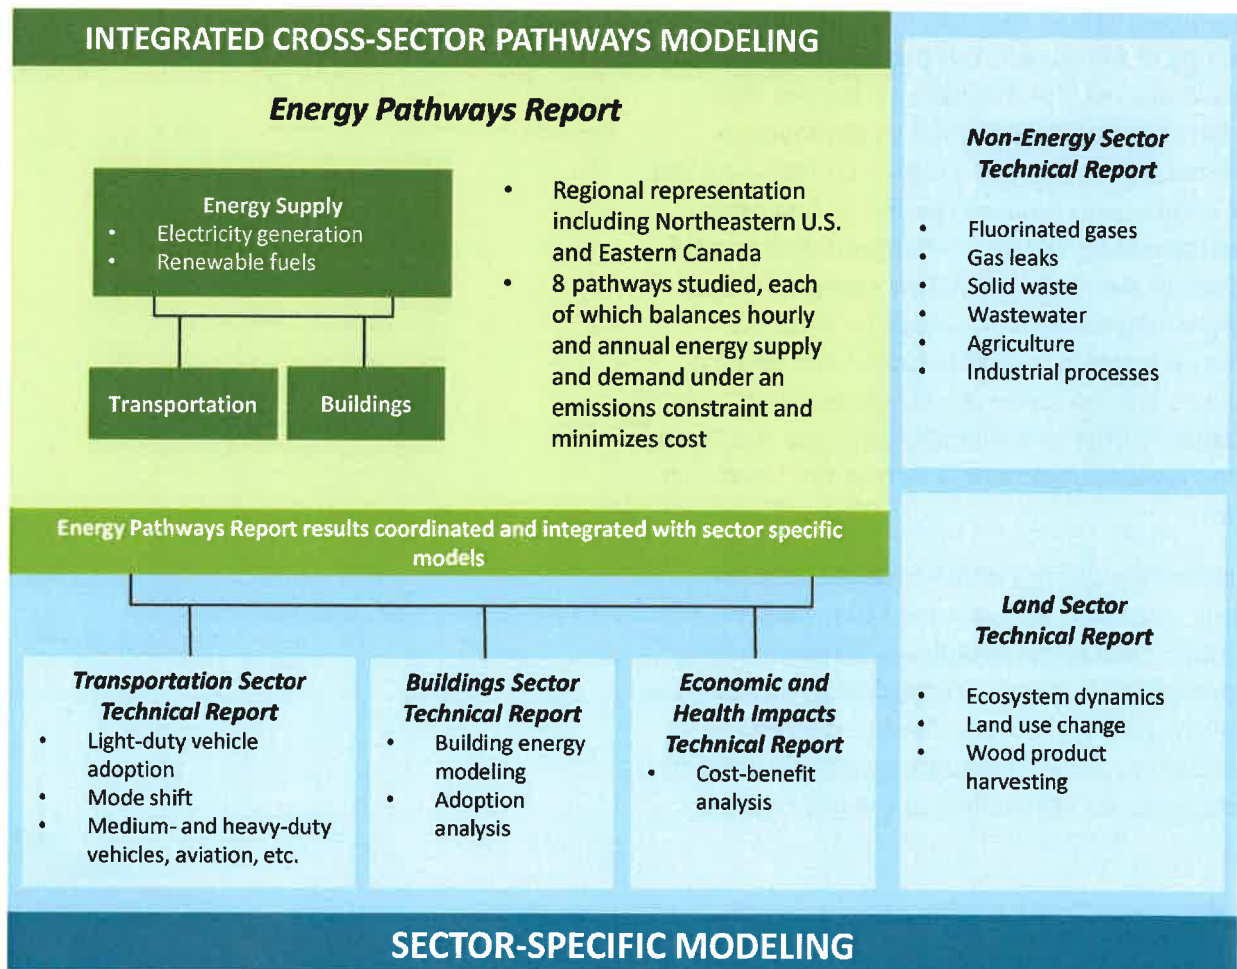 INTEGRATED CROSS-SECTOR PATHWAYS MODELING
Energy Pathways Report
Energy Supply
• Electricity generation
• Renewable fuels
Transportation
Buildings
• Regional representation
including Northeastern U.S.
and Eastern Canada
• 8 pathways studied, each
of which balances hourly
and annual energy supply
and demand under an
emissions constraint and
minimizes cost
Energy Pathways Report results coordinated and integrated with sector specific
models
Non-Energy Sector
Technical Report
• Fluorinated gases
• Gas leaks
• Solid waste
• Wastewater
• Agriculture
• Industrial processes
Transportation Sector
Technical Report
• Light-duty vehicle
adoption
• Mode shift
• Medium- and heavy-duty
vehicles, aviation, etc.
Buildings Sector
Technical Report
• Building energy
modeling
• Adoption
analysis
Economic and
Health Impacts
Technical Report
• Cost-benefit
analysis
Land Sector
Technical Report
• Ecosystem dynamics
• Land use change
• Wood product
harvesting
SECTOR-SPECIFIC MODELING